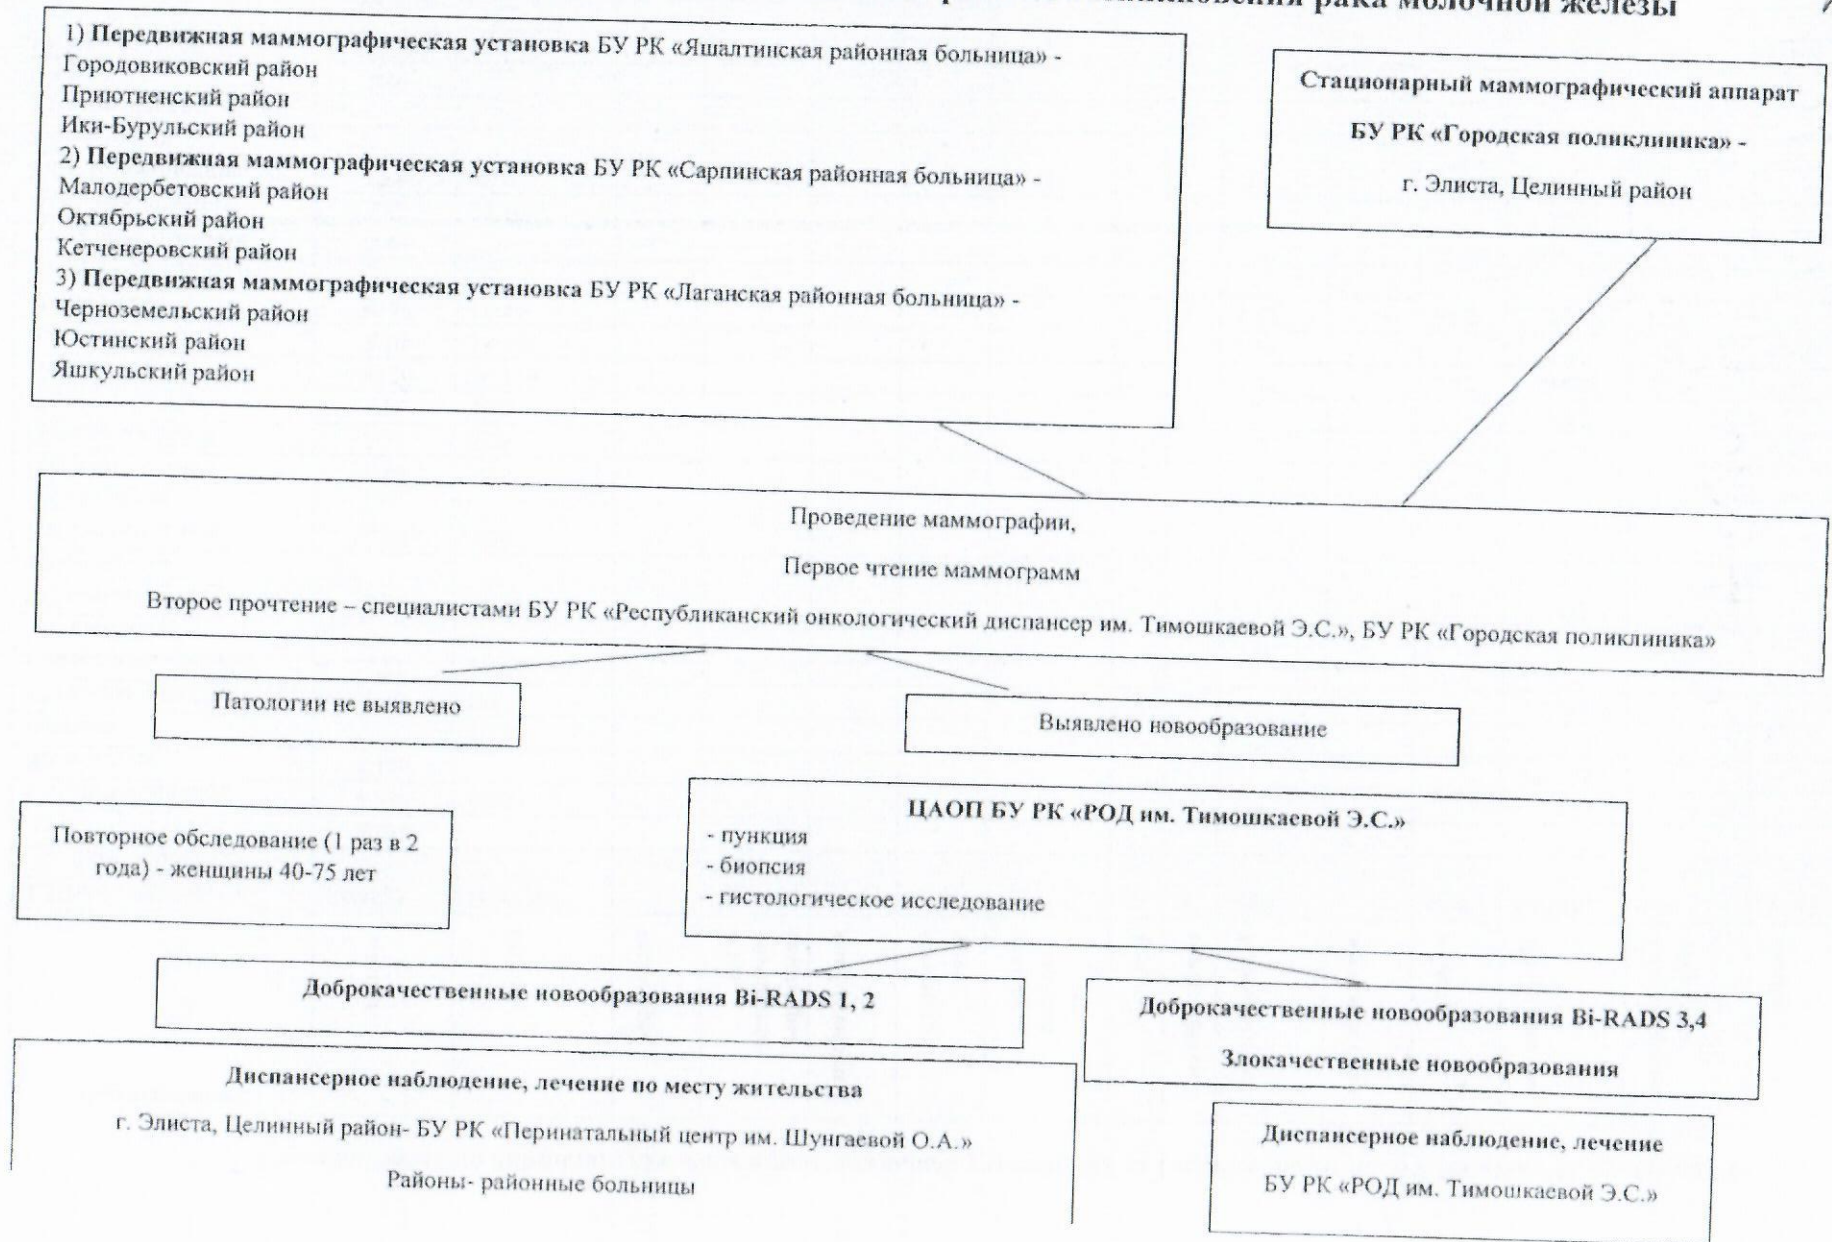 рака молочной железы
1) Передвижная маммографическая установка БУ РК «Яшалтинская районная больница» -
Городовиковский район
Приютненский район
Ики-Бурульский район
2) Передвижная маммографическая установка БУ РК «Сарпинская районная больница» -
Малодербетовский район
Октябрьский район
Кетченеровский район
3) Передвижная маммографическая установка БУ РК «Лаганская районная больница» -
Черноземельский район
Юстинский район
Яшкульский район
Стационарный маммографический аппарат
БУ РК «Городская поликлиника» -
г. Элиста, Целинный район
Проведение маммографии,
Первое чтение маммограмм
Второе прочтение – специалистами БУ РК «Республиканский онкологический диспансер им. Тимошкаевой Э.С.», БУ РК «Городская поликлиника»
Патологии не выявлено
Выявлено новообразование
Повторное обследование (1 раз в 2
года) - женщины 40-75 лет
ЦАОП БУ РК «РОД им. Тимошкаевой Э.С.»
- пункция
- биопсия
- гистологическое исследование
Доброкачественные новообразования Bi-RADS 1, 2
Доброкачественные новообразования Bi-RADS 3,4
Злокачественные новообразования
Диспансерное наблюдение, лечение по месту жительства
г. Элиста, Целинный район- БУ РК «Перинатальный центр им. Шунгаевой О.А.»
Районы- районные больницы
Диспансерное наблюдение, лечение
БУ РК «РОД им. Тимошкаевой Э.С.»